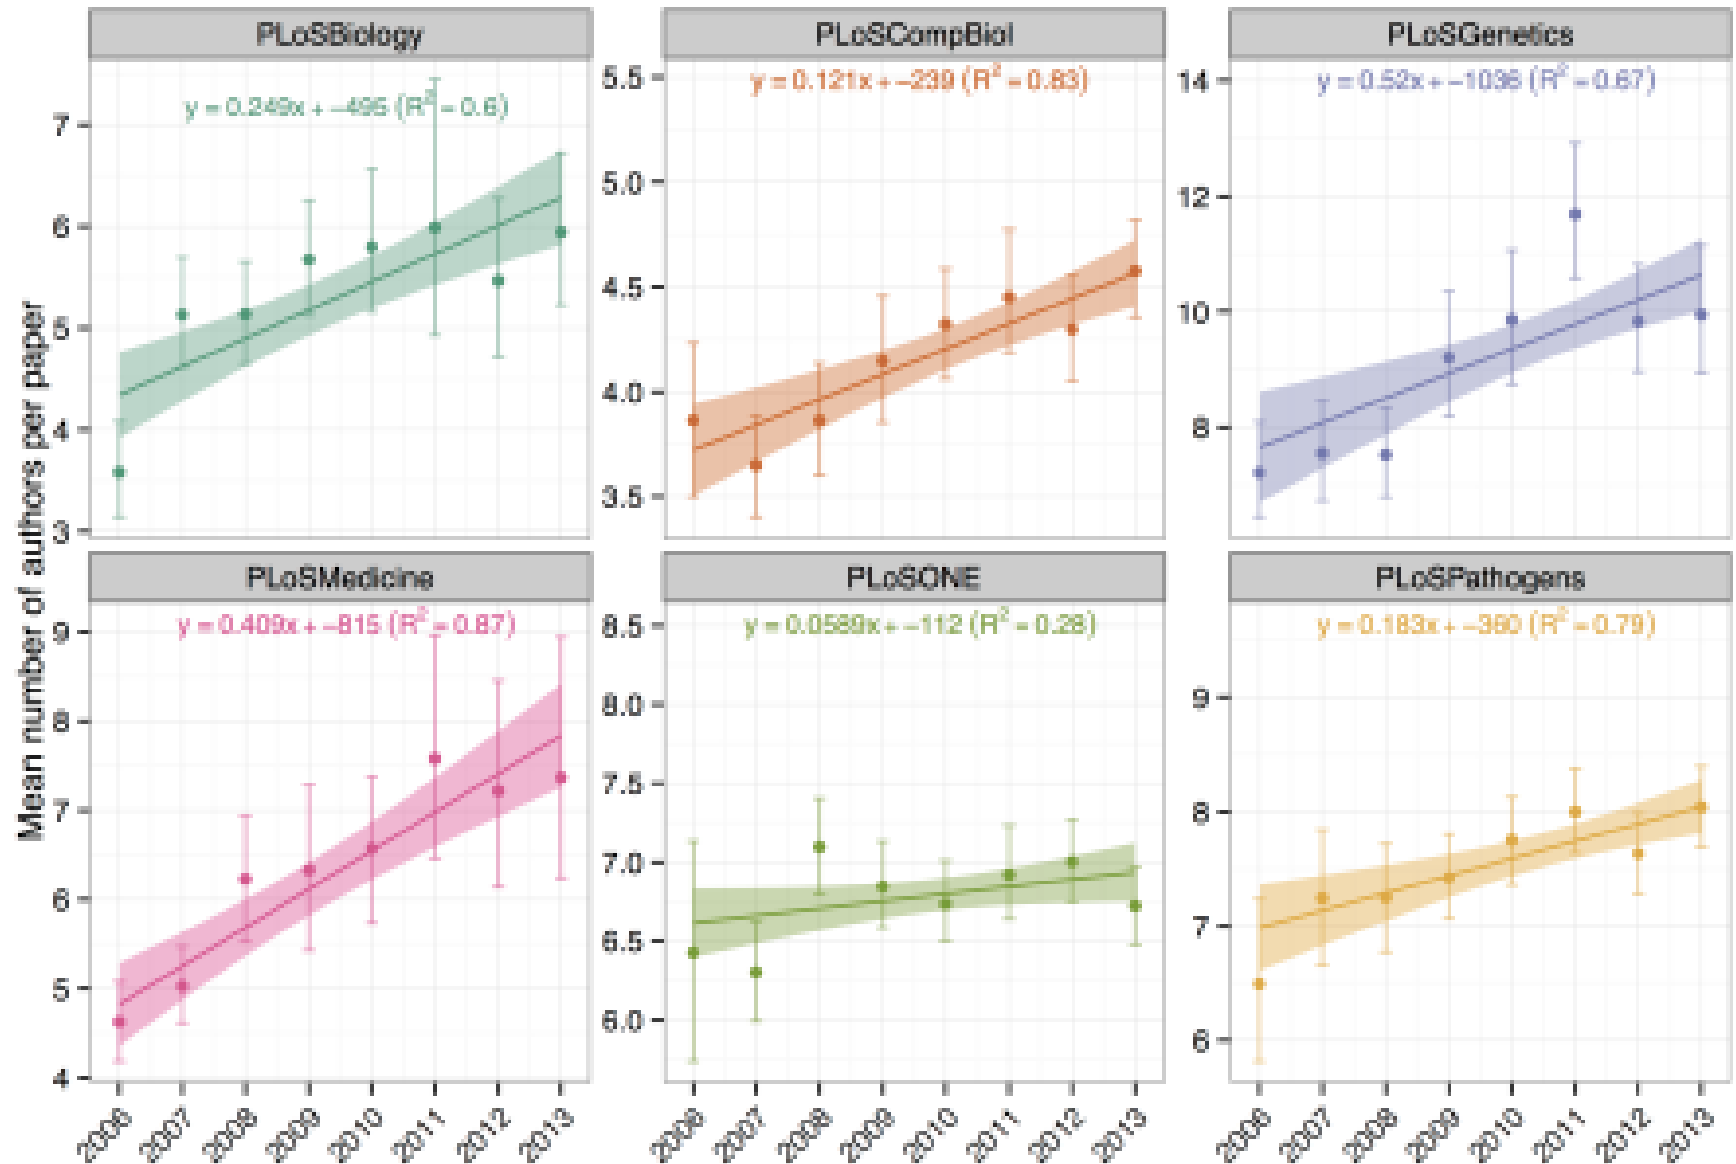 Mean number of authors per paper
PLoSBiology
y = 0.249x + −495 (R² = 0.6)
7
6
5
4
3
PLoSCompBiol
y = 0.121x + −239 (R² = 0.83)
5.5
5.0
4.5
4.0
3.5
PLoSGenetics
y = 0.52x + −1036 (R² = 0.67)
14
12
10
8
PLoSMedicine
y = 0.409x + −815 (R² = 0.87)
9
8
7
6
5
4
2006 2007 2008 2009 2010 2011 2012 2013
PLoSONE
y = 0.0589x + −112 (R² = 0.28)
8.5
8.0
7.5
7.0
6.5
6.0
2006 2007 2008 2009 2010 2011 2012 2013
PLoSPathogens
y = 0.183x + −360 (R² = 0.79)
9
8
7
6
2006 2007 2008 2009 2010 2011 2012 2013